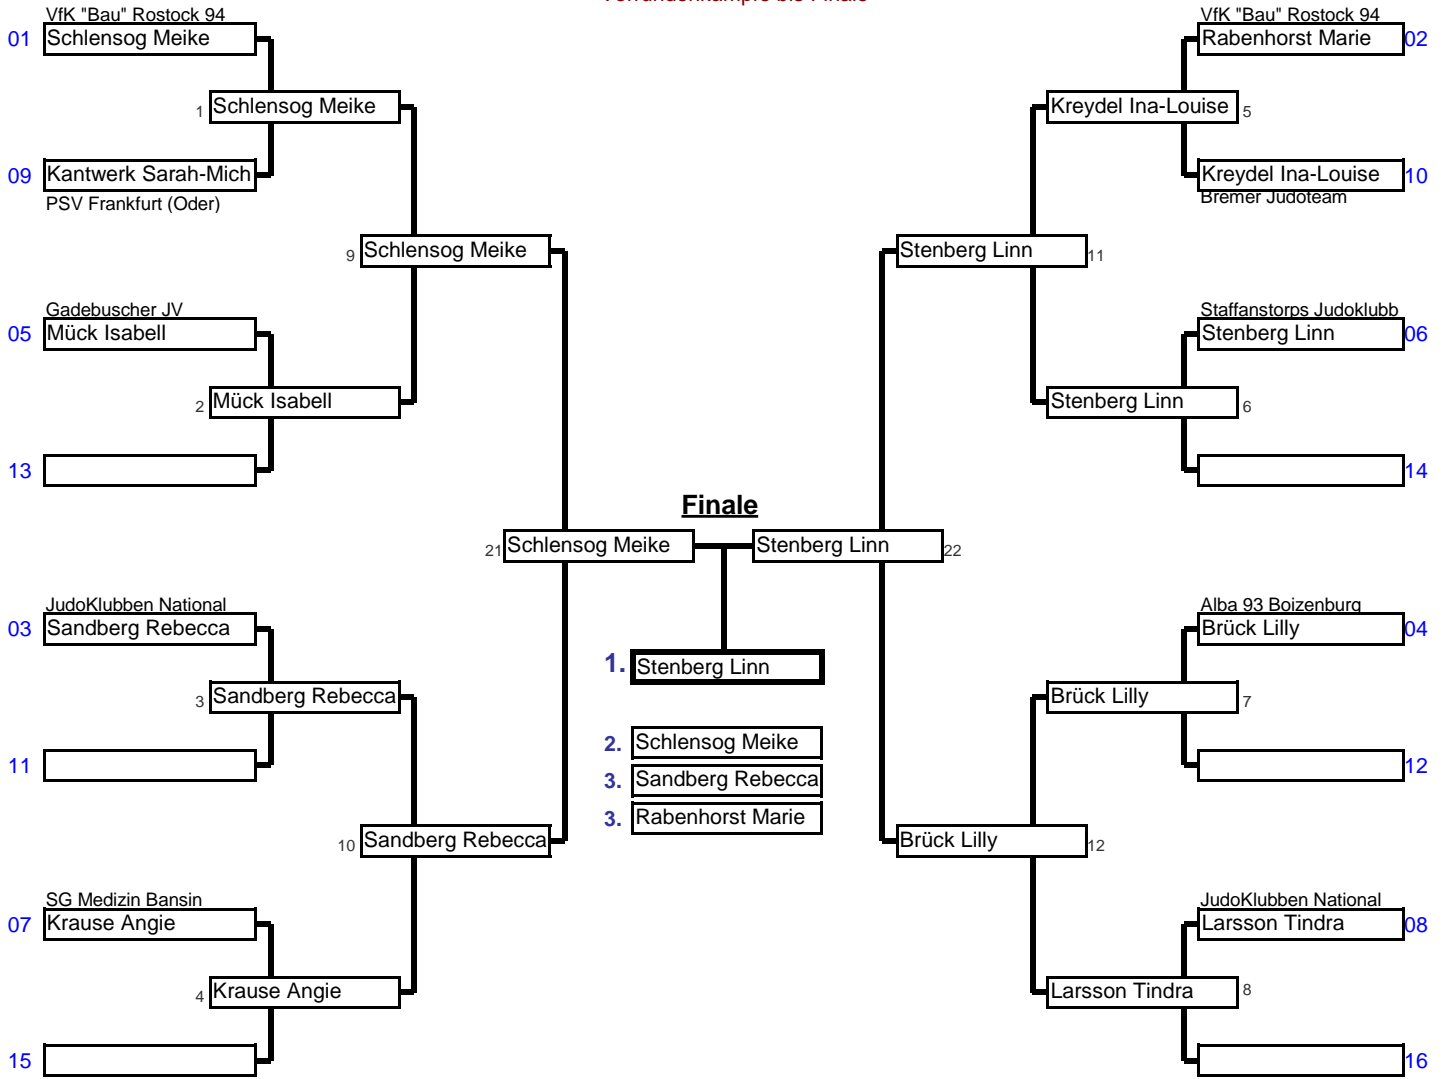 Vorrundenkämpfe bis Finale
VfK "Bau" Rostock 94
01 Schlensog Meike
1 Schlensog Meike
09 Kantwerk Sarah-Mich
PSV Frankfurt (Oder)
9 Schlensog Meike
Gadebuscher JV
05 Mück Isabell
2 Mück Isabell
13
21 Schlensog Meike
JudoKlubben National
03 Sandberg Rebecca
3 Sandberg Rebecca
11
10 Sandberg Rebecca
SG Medizin Bansin
07 Krause Angie
4 Krause Angie
15
Finale
1. Stenberg Linn
2. Schlensog Meike
3. Sandberg Rebecca
3. Rabenhorst Marie
VfK "Bau" Rostock 94
Rabenhorst Marie 02
Kreydel Ina-Louise 5
Kreydel Ina-Louise 10
Bremer Judoteam
Stenberg Linn 11
Staffanstorps Judoklubb
Stenberg Linn 06
Stenberg Linn 6
14
Stenberg Linn 22
Alba 93 Boizenburg
Brück Lilly 04
Brück Lilly 7
12
Brück Lilly 12
JudoKlubben National
Larsson Tindra 08
Larsson Tindra 8
16